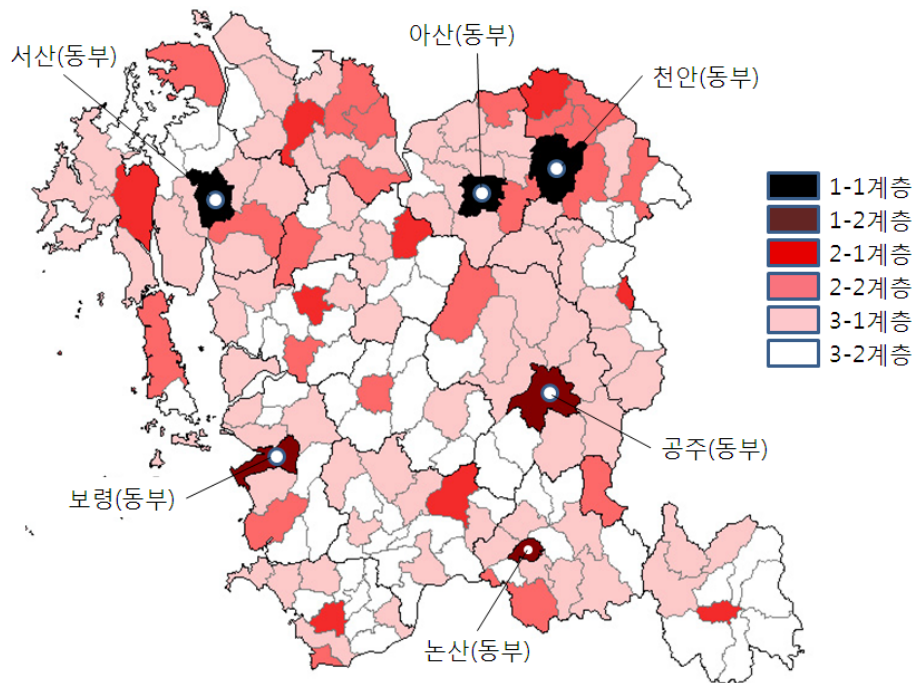 아산(동부)
서산(동부)
천안(동부)
1-1계층
1-2계층
2-1계층
2-2계층
3-1계층
3-2계층
공주(동부)
보령(동부)
논산(동부)